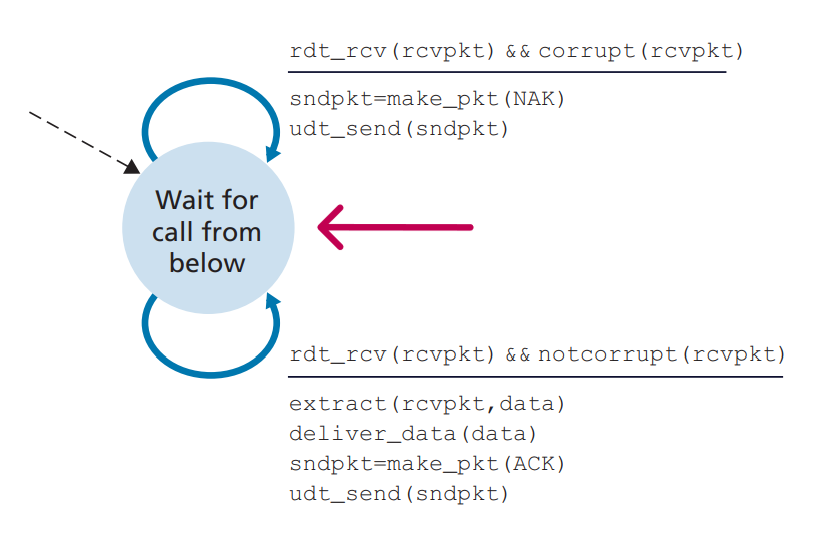 rdt_rcv(rcvpkt) && corrupt(rcvpkt)
sndpkt=make_pkt(NAK)
udt_send(sndpkt)
Wait for
call from
below
rdt_rcv(rcvpkt) && notcorrupt(rcvpkt)
extract(rcvpkt,data)
deliver_data(data)
sndpkt=make_pkt(ACK)
udt_send(sndpkt)